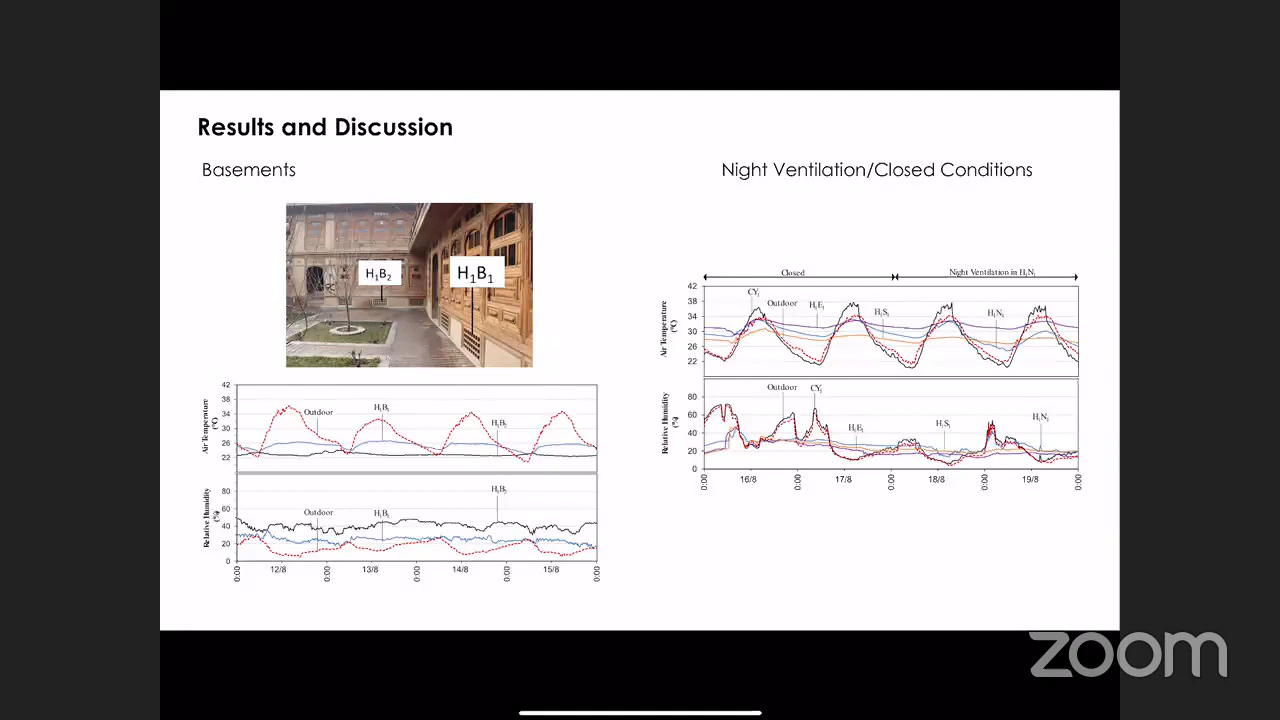 Results and Discussion
Basements
H1B2
H1B1
42
38
34
30
26
22
Air Temperature
(°C)
Outdoor
H1B1
H1B2
80
60
40
20
0
Relative Humidity
(%)
Outdoor
H1B1
H1B2
0:00
12/8
0:00
13/8
0:00
14/8
0:00
15/8
0:00
Night Ventilation/Closed Conditions
Closed
Night Ventilation in H1N1
42
38
34
30
26
22
Air Temperature
(°C)
CY1
Outdoor
H1E1
H1S1
H1N1
80
60
40
20
0
Relative Humidity
(%)
Outdoor
CY1
H1E1
H1S1
H1N1
0:00
16/8
0:00
17/8
0:00
18/8
0:00
19/8
0:00
zoom